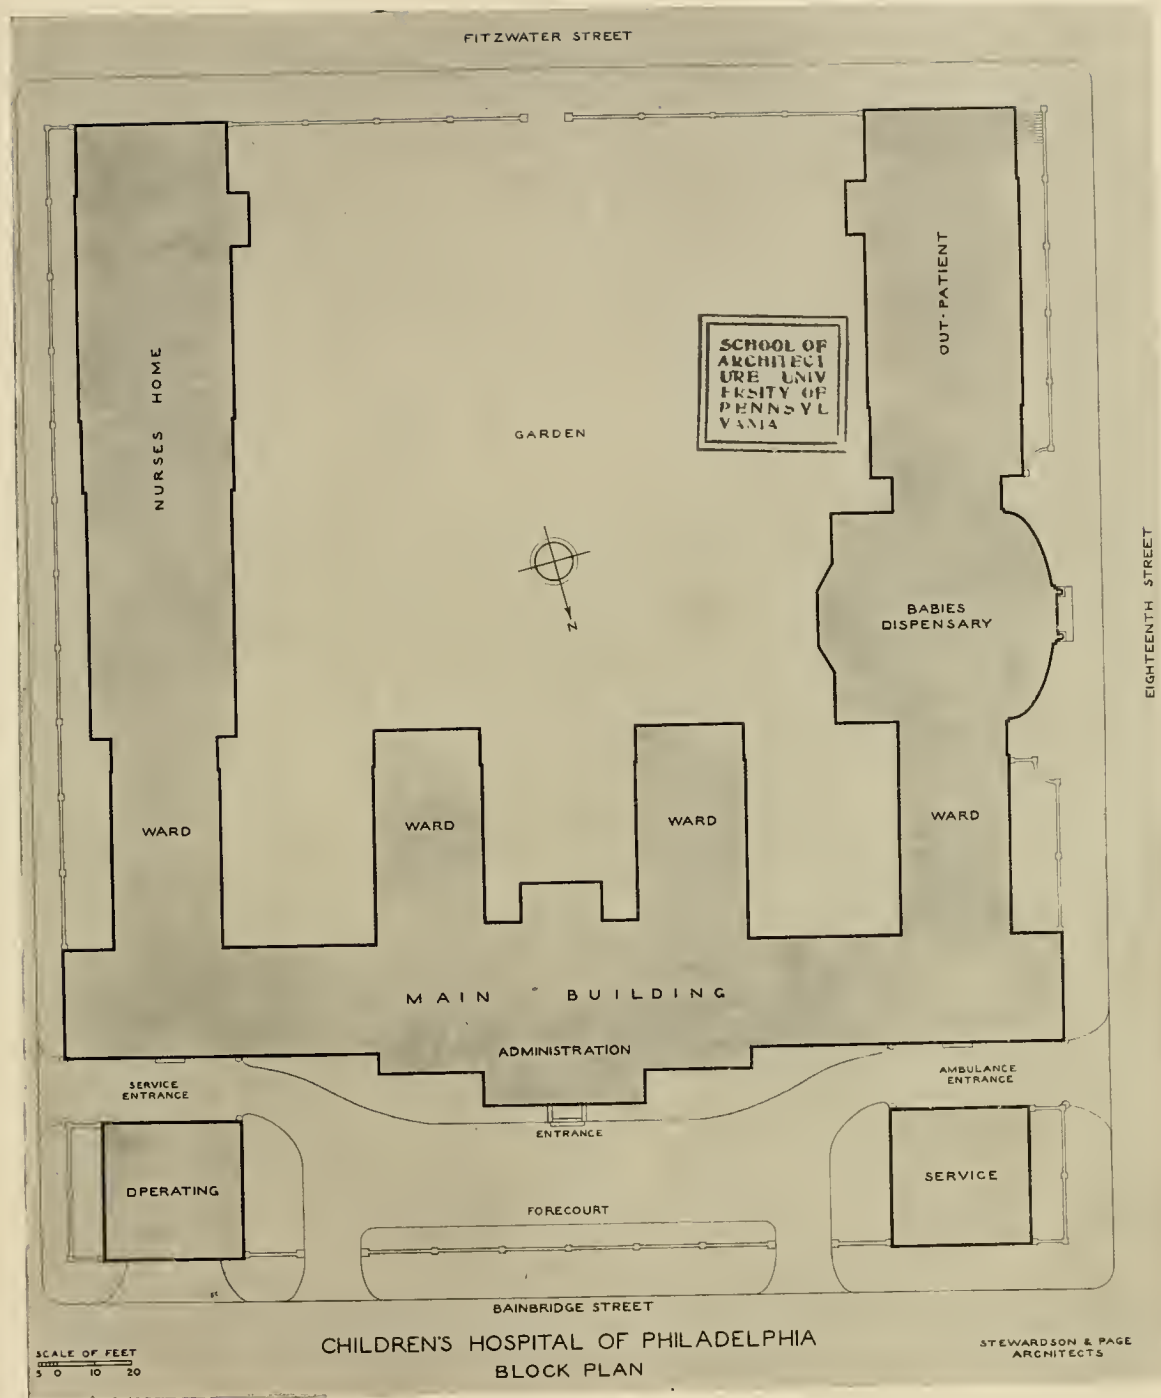 FITZWATER STREET
NURSES HOME
OUT-PATIENT
SCHOOL OF
ARCHITECT
URE UNIV
ERSITY OF
PENNSYL
VANIA
GARDEN
N
EIGHTEENTH STREET
BABIES
DISPENSARY
WARD
WARD
WARD
WARD
MAIN BUILDING
ADMINISTRATION
SERVICE
ENTRANCE
AMBULANCE
ENTRANCE
ENTRANCE
OPERATING
SERVICE
FORECOURT
BAINBRIDGE STREET
CHILDREN'S HOSPITAL OF PHILADELPHIA
BLOCK PLAN
SCALE OF FEET
5 0 10 20
STEWARDSON & PAGE
ARCHITECTS